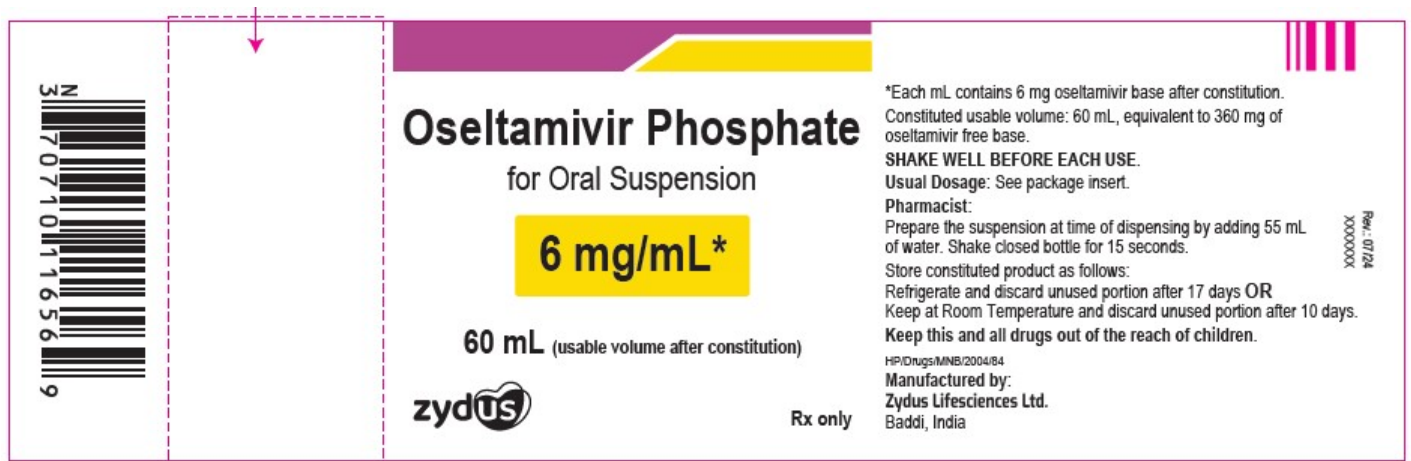 N
3 70710 11656 9
Oseltamivir Phosphate
for Oral Suspension
6 mg/mL*
60 mL (usable volume after constitution)
zydus
Rx only
*Each mL contains 6 mg oseltamivir base after constitution.
Constituted usable volume: 60 mL, equivalent to 360 mg of
oseltamivir free base.
SHAKE WELL BEFORE EACH USE.
Usual Dosage: See package insert.
Pharmacist:
Prepare the suspension at time of dispensing by adding 55 mL
of water. Shake closed bottle for 15 seconds.
Store constituted product as follows:
Refrigerate and discard unused portion after 17 days OR
Keep at Room Temperature and discard unused portion after 10 days.
Keep this and all drugs out of the reach of children.
HP/Drugs/MNB/2004/84
Manufactured by:
Zydus Lifesciences Ltd.
Baddi, India
Rev.: 07/24
XXXXXXX